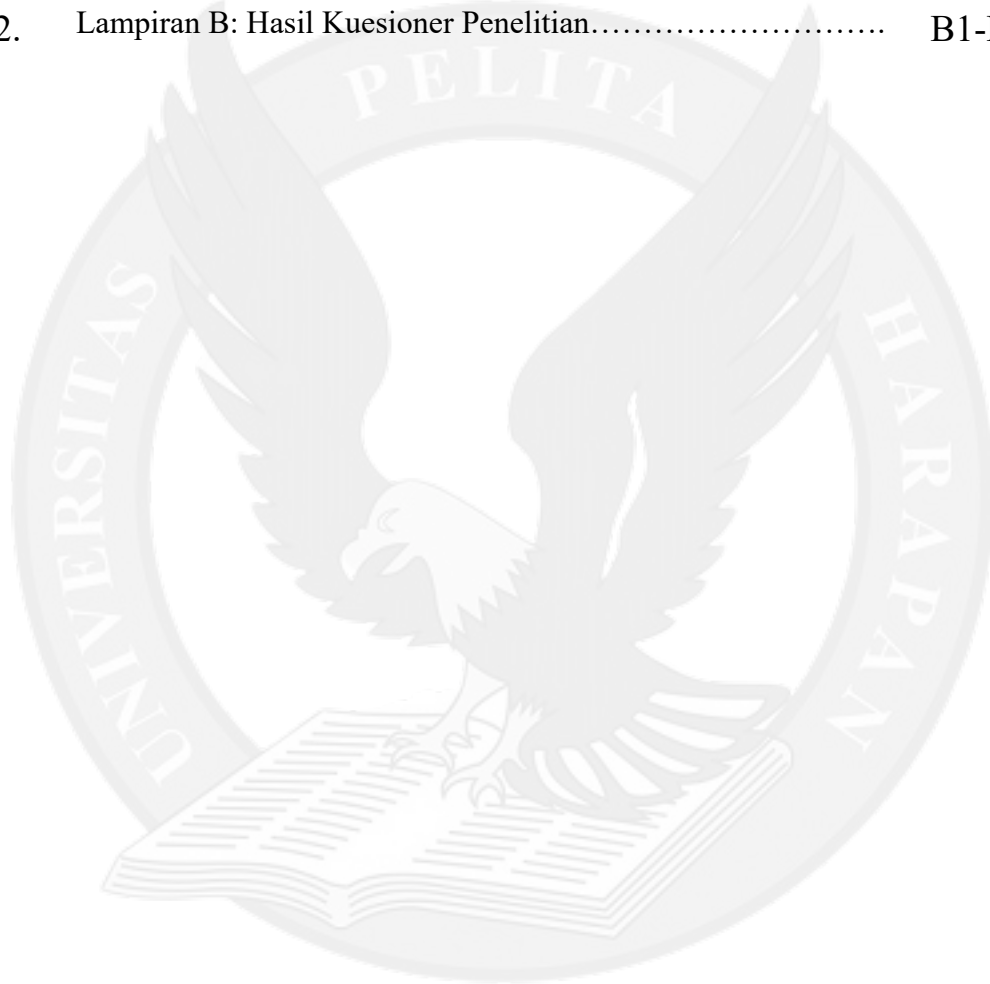 2. Lampiran B: Hasil Kuesioner Penelitian…………………………. B1-
PELITA
UNIVERSITAS
HARAPAN